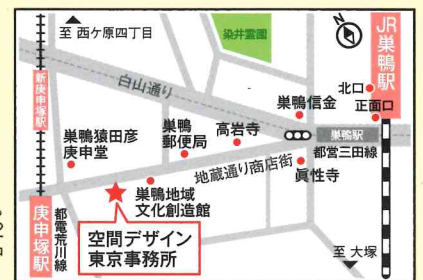 至 西ケ原四丁目
染井霊園
JR巣鴨駅
白山通り
北口
正面口
新庚申塚駅
巣鴨信金
巣鴨猿田彦
庚申堂
巣鴨
郵便局
高岩寺
巣鴨駅
都営三田線
地蔵通り商店街
眞性寺
巣鴨地域
文化創造館
庚申塚駅
都電荒川線
空間デザイン
東京事務所
至 大塚